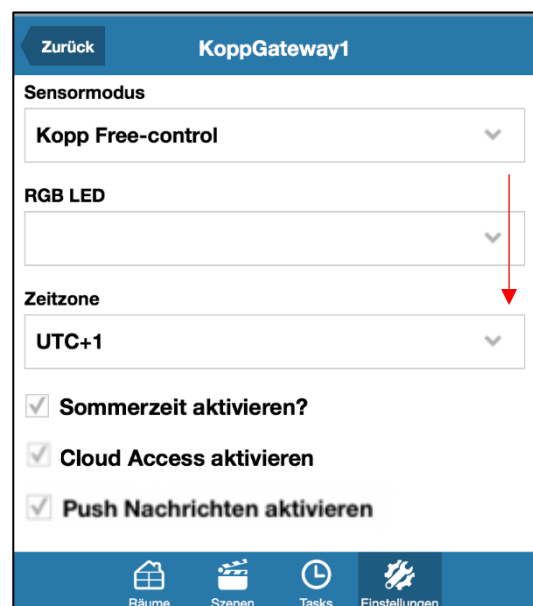 Zurück
KoppGateway1
Sensormodus
Kopp Free-control
RGB LED
Zeitzone
UTC+1
Sommerzeit aktivieren?
Cloud Access aktivieren
Push Nachrichten aktivieren
Räume Szenen Tasks Einstellungen